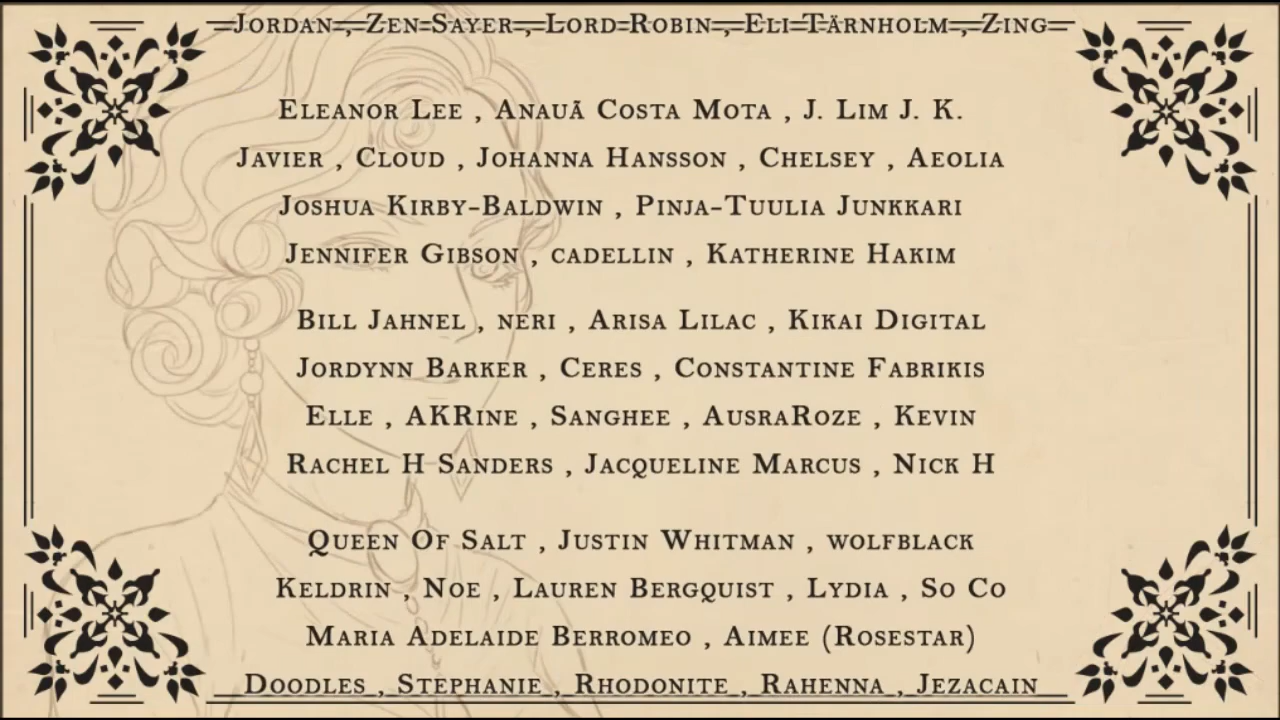 Jordan , Zen Sayer , Lord Robin , Eli Tärnholm , Zing
Eleanor Lee , Anauã Costa Mota , J. Lim J. K.
Javier , Cloud , Johanna Hansson , Chelsey , Aeolia
Joshua Kirby-Baldwin , Pinja-Tuulia Junkkari
Jennifer Gibson , cadellin , Katherine Hakim
Bill Jahnel , neri , Arisa Lilac , Kikai Digital
Jordynn Barker , Ceres , Constantine Fabrikis
Elle , AKRine , Sanghee , AusraRoze , Kevin
Rachel H Sanders , Jacqueline Marcus , Nick H
Queen Of Salt , Justin Whitman , wolfblack
Keldrin , Noe , Lauren Bergquist , Lydia , So Co
Maria Adelaide Berromeo , Aimee (Rosestar)
Doodles , Stephanie , Rhodonite , Rahenna , Jezacain